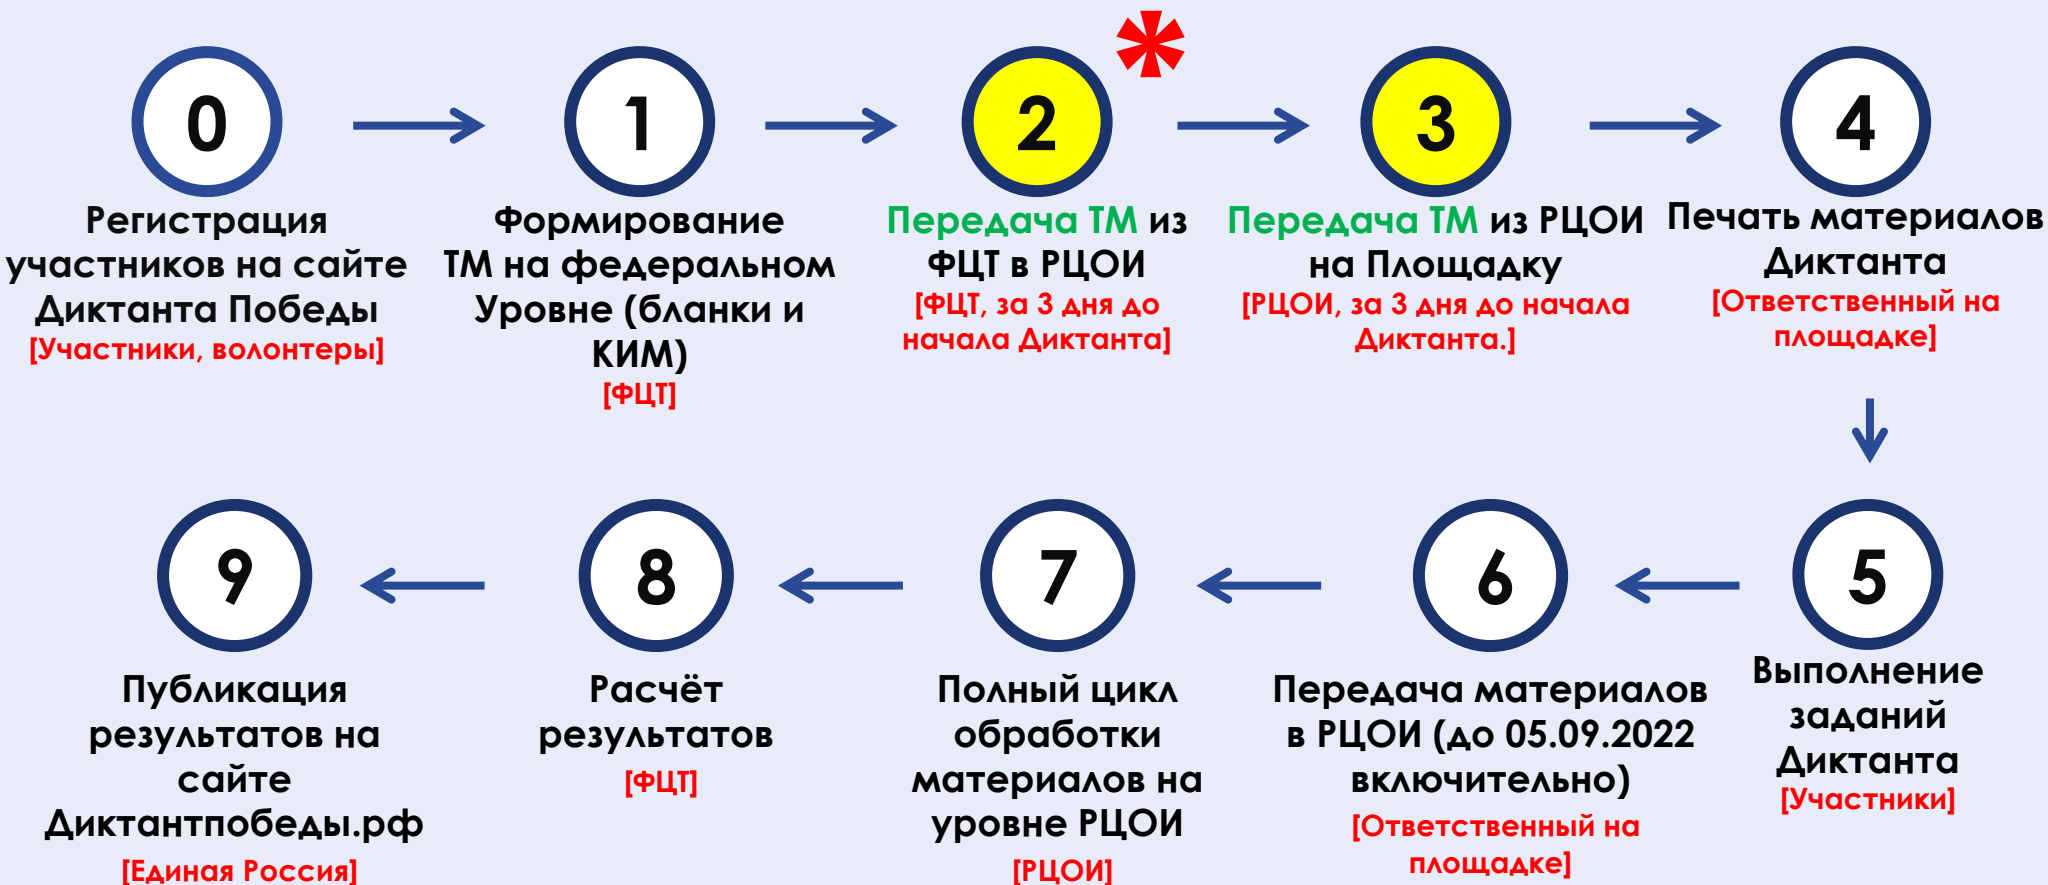 0
Регистрация
участников на сайте
Диктанта Победы
[Участники, волонтеры]
1
Формирование
ТМ на федеральном
Уровне (бланки и
КИМ)
[ФЦТ]
*
2
Передача ТМ из
ФЦТ в РЦОИ
[ФЦТ, за 3 дня до
начала Диктанта]
3
Передача ТМ из РЦОИ
на Площадку
[РЦОИ, за 3 дня до начала
Диктанта.]
4
Печать материалов
Диктанта
[Ответственный на
площадке]
5
Выполнение
заданий
Диктанта
[Участники]
6
Передача материалов
в РЦОИ (до 05.09.2022
включительно)
[Ответственный на
площадке]
7
Полный цикл
обработки
материалов на
уровне РЦОИ
[РЦОИ]
8
Расчёт
результатов
[ФЦТ]
9
Публикация
результатов на
сайте
Диктантпобеды.рф
[Единая Россия]